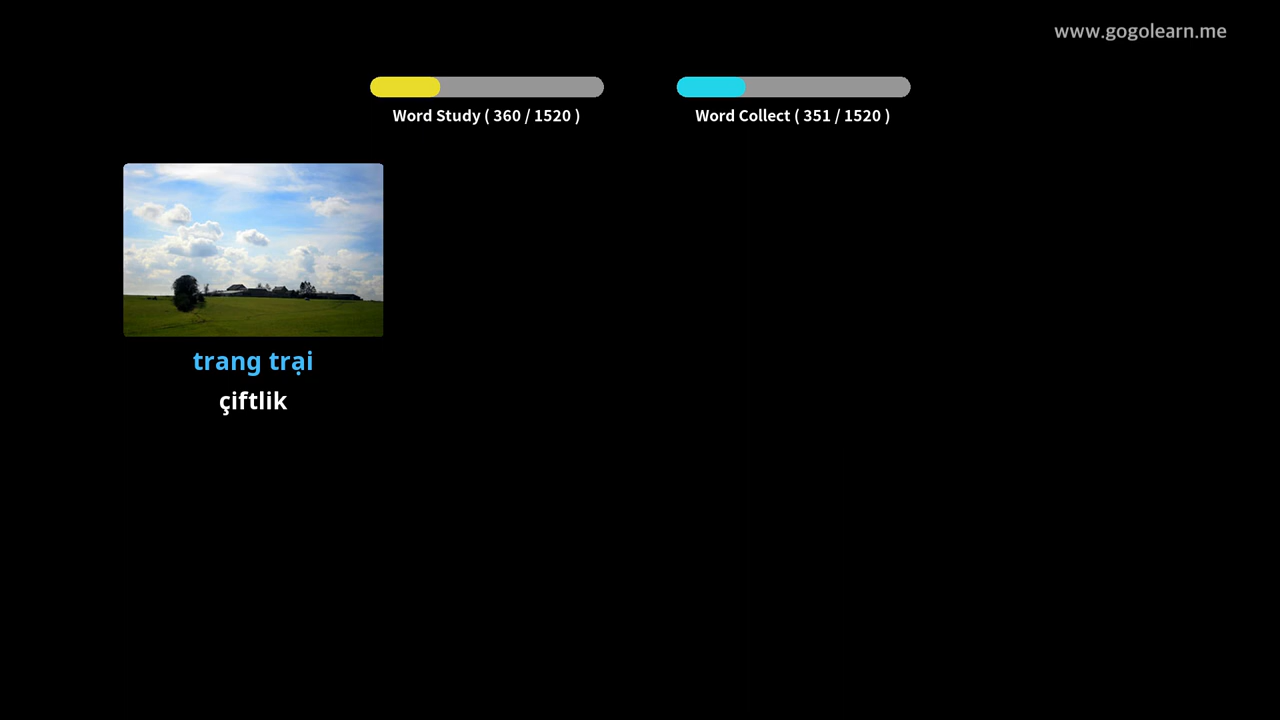 www.gogolearn.me
Word Study ( 360 / 1520 )
Word Collect ( 351 / 1520 )
trang trại
çiftlik